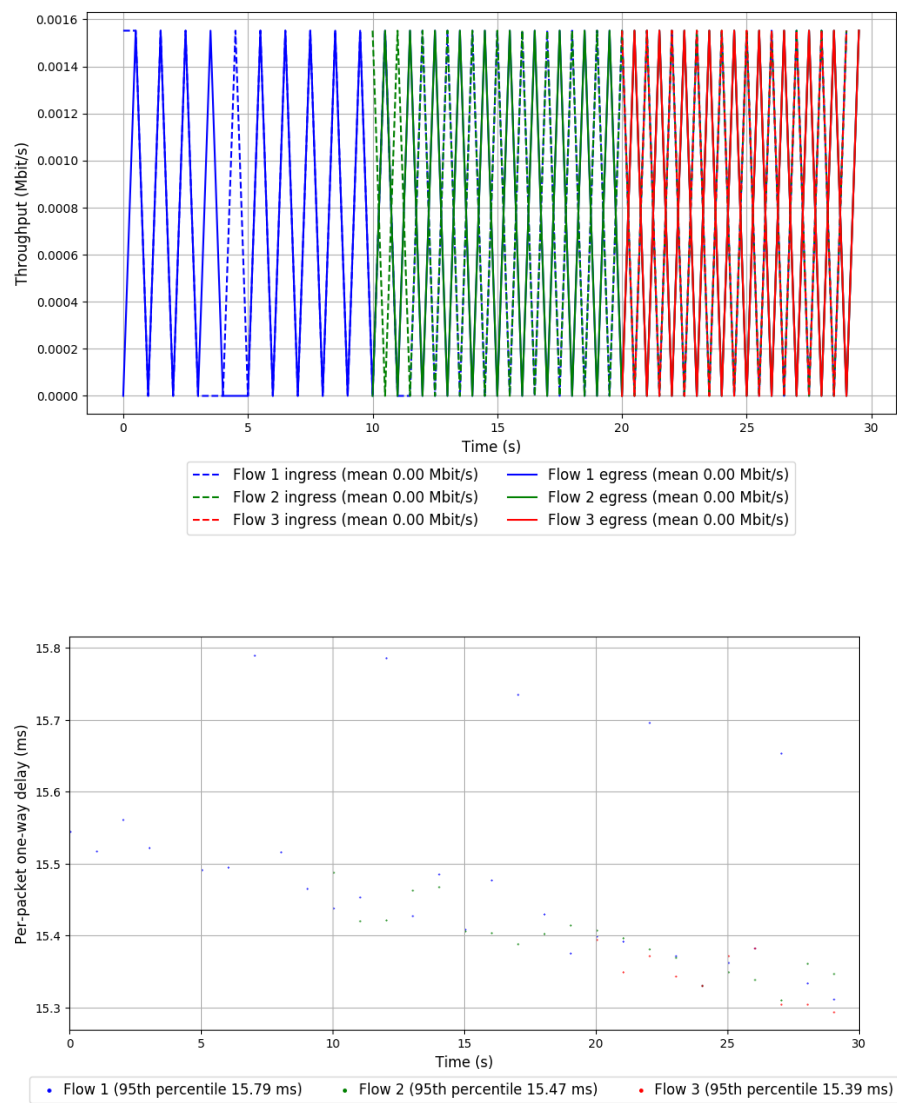 0.0016
0.0014
0.0012
0.0010
0.0008
0.0006
0.0004
0.0002
0.0000
Throughput (Mbit/s)
0 5 10 15 20 25 30
Time (s)
Flow 1 ingress (mean 0.00 Mbit/s) Flow 1 egress (mean 0.00 Mbit/s)
Flow 2 ingress (mean 0.00 Mbit/s) Flow 2 egress (mean 0.00 Mbit/s)
Flow 3 ingress (mean 0.00 Mbit/s) Flow 3 egress (mean 0.00 Mbit/s)
15.8
15.7
15.6
15.5
15.4
15.3
Per-packet one-way delay (ms)
0 5 10 15 20 25 30
Time (s)
Flow 1 (95th percentile 15.79 ms) Flow 2 (95th percentile 15.47 ms) Flow 3 (95th percentile 15.39 ms)